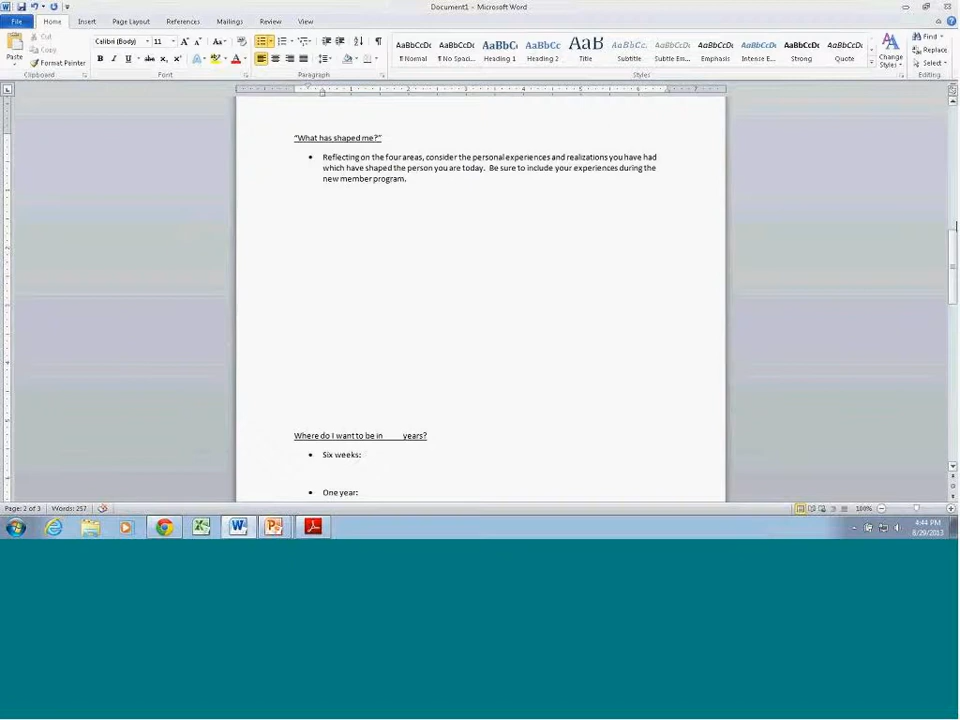 Document1 - Microsoft Word
File Home Insert Page Layout References Mailings Review View
Cut
Copy
Paste
Format Painter
Calibri (Body) 11
AaBbCcDc AaBbCcDc AaBbC AaBbCc AaB AaBbCc. AaBbCcDc AaBbCcDc AaBbCcDc AaBbCcDc AaBbCcDc
¶ Normal ¶ No Spaci... Heading 1 Heading 2 Title Subtitle Subtle Em... Emphasis Intense E... Strong Quote
Change Styles
Find
Replace
Select
Clipboard Font Paragraph Styles Editing
"What has shaped me?"
• Reflecting on the four areas, consider the personal experiences and realizations you have had
which have shaped the person you are today. Be sure to include your experiences during the
new member program.
Where do I want to be in ____ years?
• Six weeks:
• One year:
Page: 2 of 3 Words: 257 100%
4:44 PM
8/29/2013